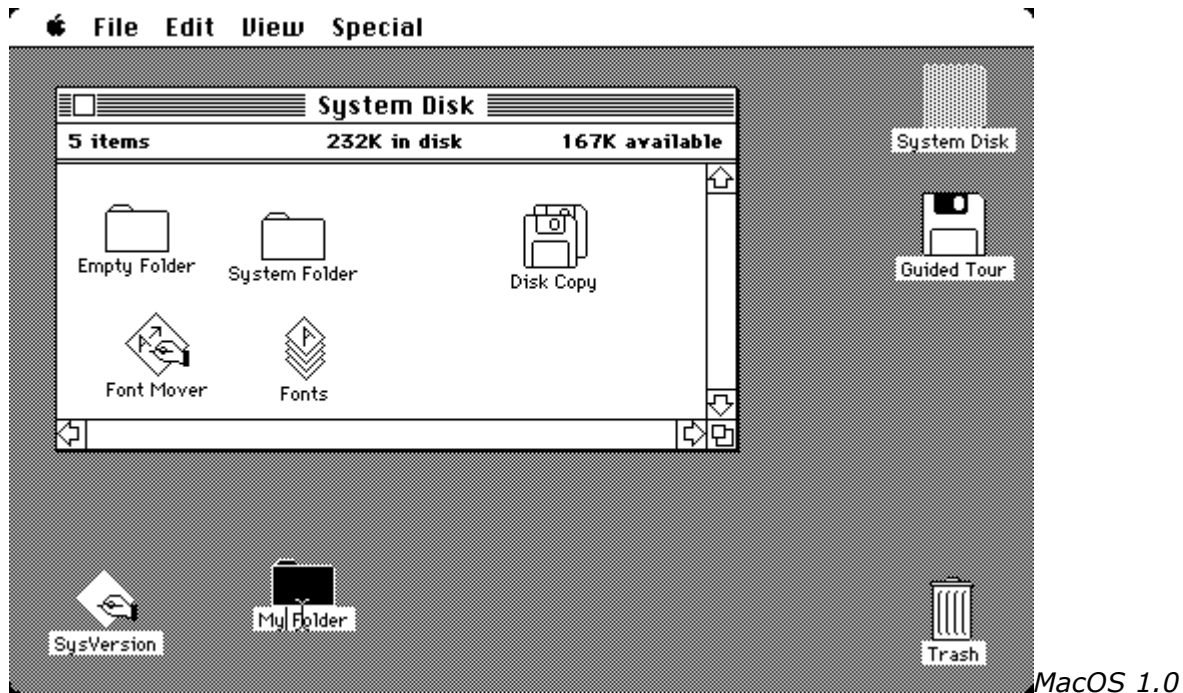 File Edit View Special
System Disk
5 items 232K in disk 167K available
System Disk
Empty Folder System Folder Disk Copy
Guided Tour
Font Mover Fonts
My Folder
SysVersion
Trash
MacOS 1.0